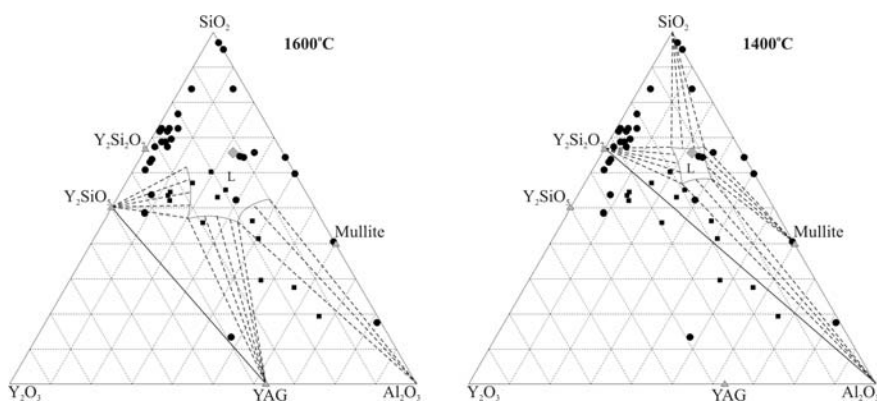 SiO₂
1600°C
Y₂Si₂O₇
L
Y₂SiO₅
Mullite
Y₂O₃
YAG
Al₂O₃
SiO₂
1400°C
Y₂Si₂O₇
L
Y₂SiO₅
Mullite
Y₂O₃
YAG
Al₂O₃